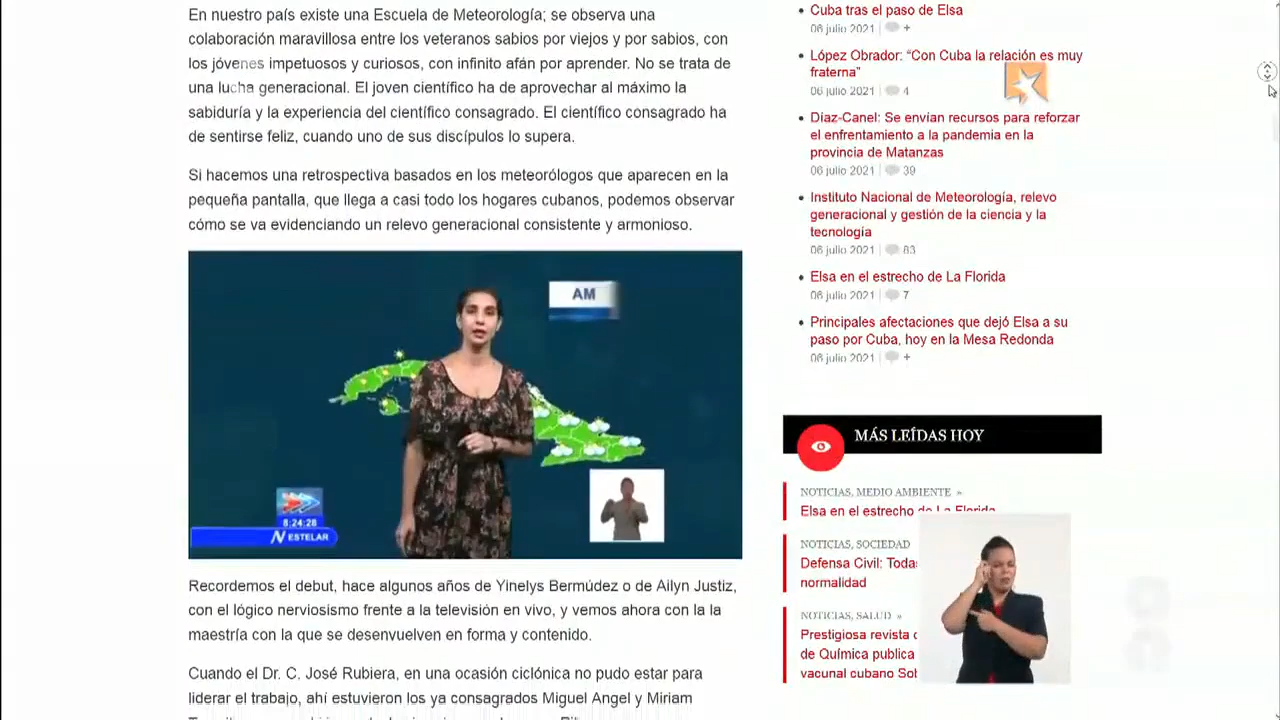 En nuestro país existe una Escuela de Meteorología; se observa una
colaboración maravillosa entre los veteranos sabios por viejos y por sabios, con
los jóvenes impetuosos y curiosos, con infinito afán por aprender. No se trata de
una lucha generacional. El joven científico ha de aprovechar al máximo la
sabiduría y la experiencia del científico consagrado. El científico consagrado ha
de sentirse feliz, cuando uno de sus discípulos lo supera.
Si hacemos una retrospectiva basados en los meteorólogos que aparecen en la
pequeña pantalla, que llega a casi todo los hogares cubanos, podemos observar
cómo se va evidenciando un relevo generacional consistente y armonioso.
AM
8:24:28
N ESTELAR
Recordemos el debut, hace algunos años de Yinelys Bermúdez o de Ailyn Justiz,
con el lógico nerviosismo frente a la televisión en vivo, y vemos ahora con la la
maestría con la que se desenvuelven en forma y contenido.
Cuando el Dr. C. José Rubiera, en una ocasión ciclónica no pudo estar para
liderar el trabajo, ahí estuvieron los ya consagrados Miguel Angel y Miriam
Cuba tras el paso de Elsa
06 julio 2021 | +
López Obrador: “Con Cuba la relación es muy
fraterna”
06 julio 2021 | 4
Díaz-Canel: Se envían recursos para reforzar
el enfrentamiento a la pandemia en la
provincia de Matanzas
06 julio 2021 | 39
Instituto Nacional de Meteorología, relevo
generacional y gestión de la ciencia y la
tecnología
06 julio 2021 | 83
Elsa en el estrecho de La Florida
06 julio 2021 | 7
Principales afectaciones que dejó Elsa a su
paso por Cuba, hoy en la Mesa Redonda
06 julio 2021 | +
MÁS LEÍDAS HOY
NOTICIAS, MEDIO AMBIENTE »
Elsa en el estrecho de La Florida
NOTICIAS, SOCIEDAD
Defensa Civil: Todas
normalidad
NOTICIAS, SALUD »
Prestigiosa revista
de Química publica
vacunal cubano